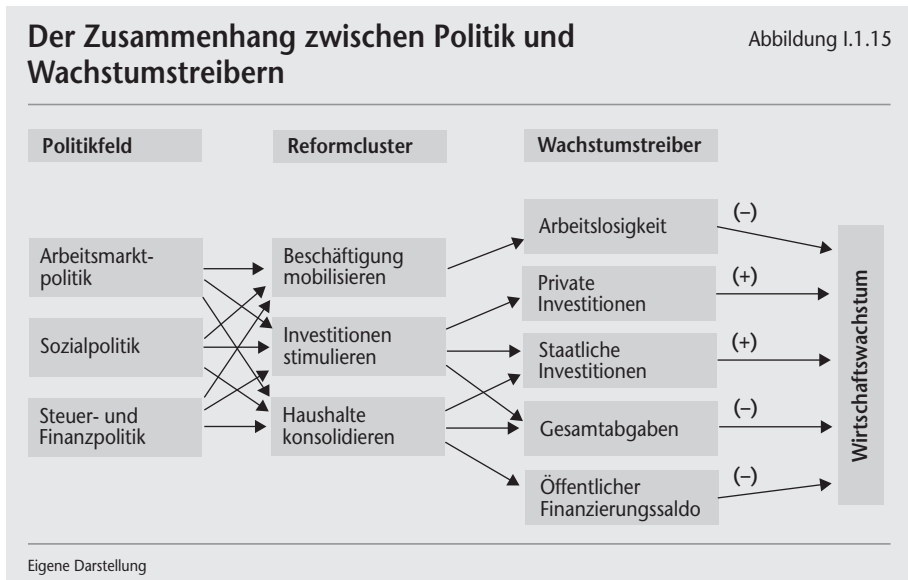 Der Zusammenhang zwischen Politik und
Wachstumstreibern
Abbildung I.1.15
Politikfeld
Reformcluster
Wachstumstreiber
Arbeitsmarkt-
politik
Sozialpolitik
Steuer- und
Finanzpolitik
Beschäftigung
mobilisieren
Investitionen
stimulieren
Haushalte
konsolidieren
Arbeitslosigkeit
(–)
Private
Investitionen
(+)
Staatliche
Investitionen
(+)
Gesamtabgaben
(–)
Öffentlicher
Finanzierungssaldo
(–)
Wirtschaftswachstum
Eigene Darstellung